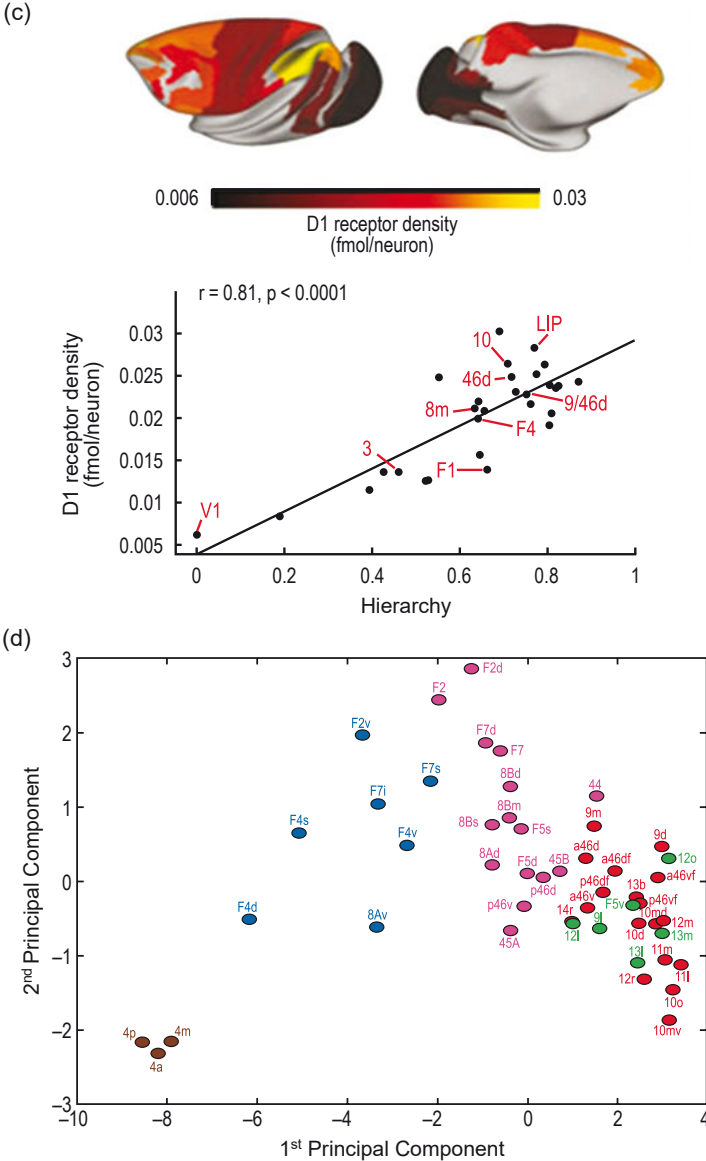 (c)
0.006
0.03
D1 receptor density
(fmol/neuron)
r = 0.81, p < 0.0001
D1 receptor density
(fmol/neuron)
0.03
0.025
0.02
0.015
0.01
0.005
LIP
10
46d
9/46d
8m
F4
3
F1
V1
0
0.2
0.4
0.6
0.8
1
Hierarchy
(d)
2nd Principal Component
3
2
1
0
−1
−2
−3
F2d
F2
F2v
F7d
F7
F7s
8Bd
F7i
44
8Bm
9m
8Bs
F5s
F4s
F4v
9d
a46d
12o
8Ad
F5d
45B
a46df
a46vf
p46d
p46df
13b
p46v
a46v
F5v
p46vf
F4d
8Av
14r
10md
12m
12l
9l
10d
13m
45A
13l
11m
11l
12r
10o
10mv
4p
4m
4a
−10
−8
−6
−4
−2
0
2
4
1st Principal Component